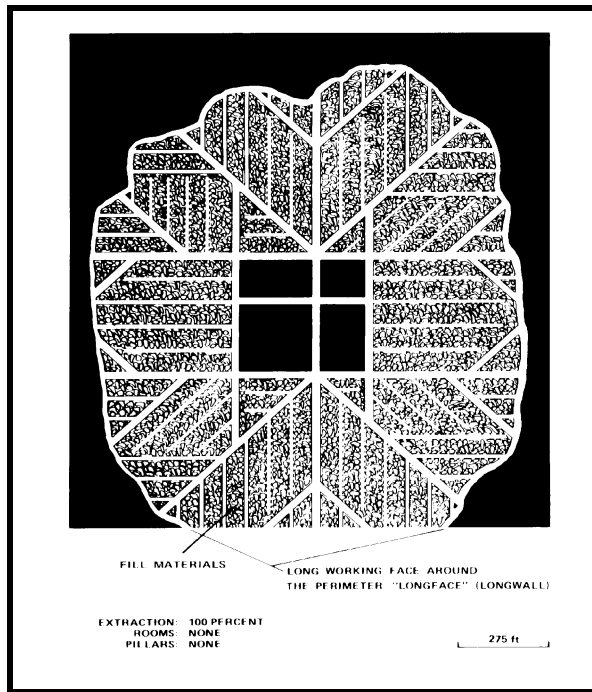 FILL MATERIALS
LONG WORKING FACE AROUND
THE PERIMETER "LONGFACE" (LONGWALL)
EXTRACTION: 100 PERCENT
ROOMS: NONE
PILLARS: NONE
275 ft